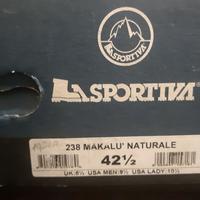 LA SPORTIVA
LA SPORTIVA
238 MAKALU' NATURALE
42½
UK:8½ USA MEN:9½ USA LADY:10½